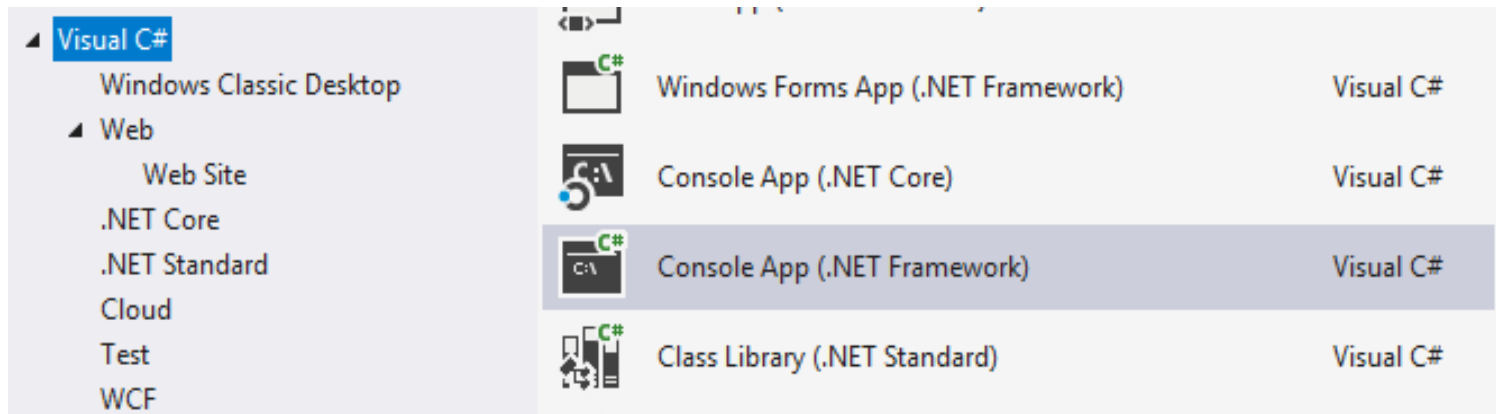 Visual C#
Windows Classic Desktop
Web
Web Site
.NET Core
.NET Standard
Cloud
Test
WCF
C#
Windows Forms App (.NET Framework) Visual C#
C:\
Console App (.NET Core) Visual C#
C#
C:\
Console App (.NET Framework) Visual C#
C#
Class Library (.NET Standard) Visual C#